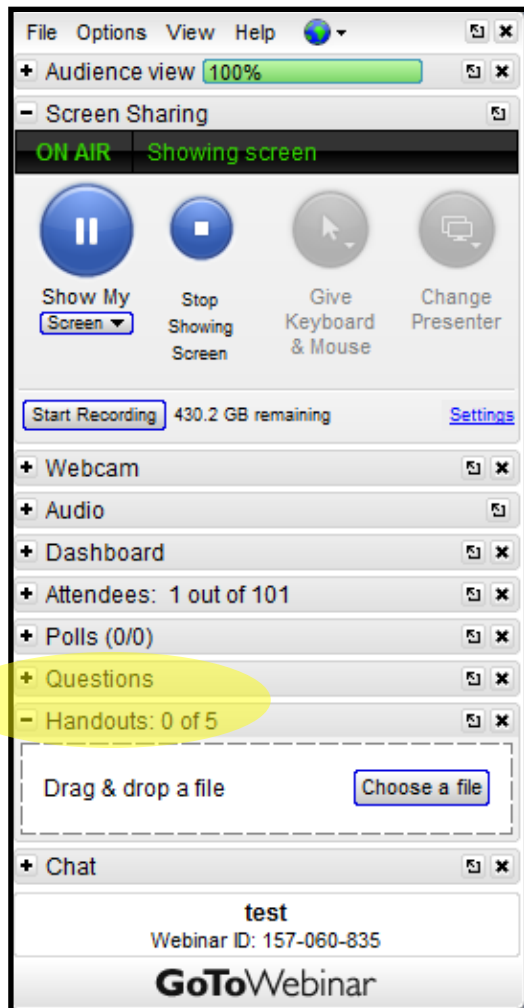 File Options View Help
Audience view 100%
Screen Sharing
ON AIR Showing screen
Show My
Screen
Stop
Showing
Screen
Give
Keyboard
& Mouse
Change
Presenter
Start Recording 430.2 GB remaining Settings
Webcam
Audio
Dashboard
Attendees: 1 out of 101
Polls (0/0)
Questions
Handouts: 0 of 5
Drag & drop a file Choose a file
Chat
test
Webinar ID: 157-060-835
GoToWebinar